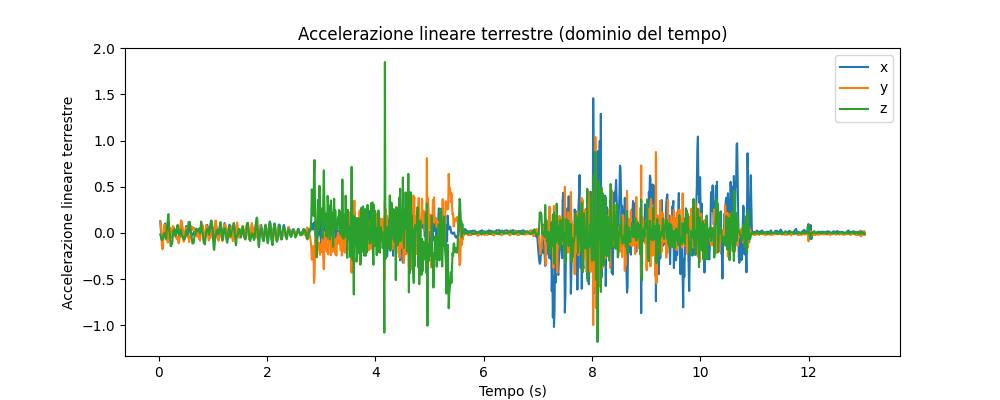 Accelerazione lineare terrestre (dominio del tempo)
2.0
1.5
1.0
0.5
0.0
−0.5
−1.0
Accelerazione lineare terrestre
x
y
z
0 2 4 6 8 10 12
Tempo (s)